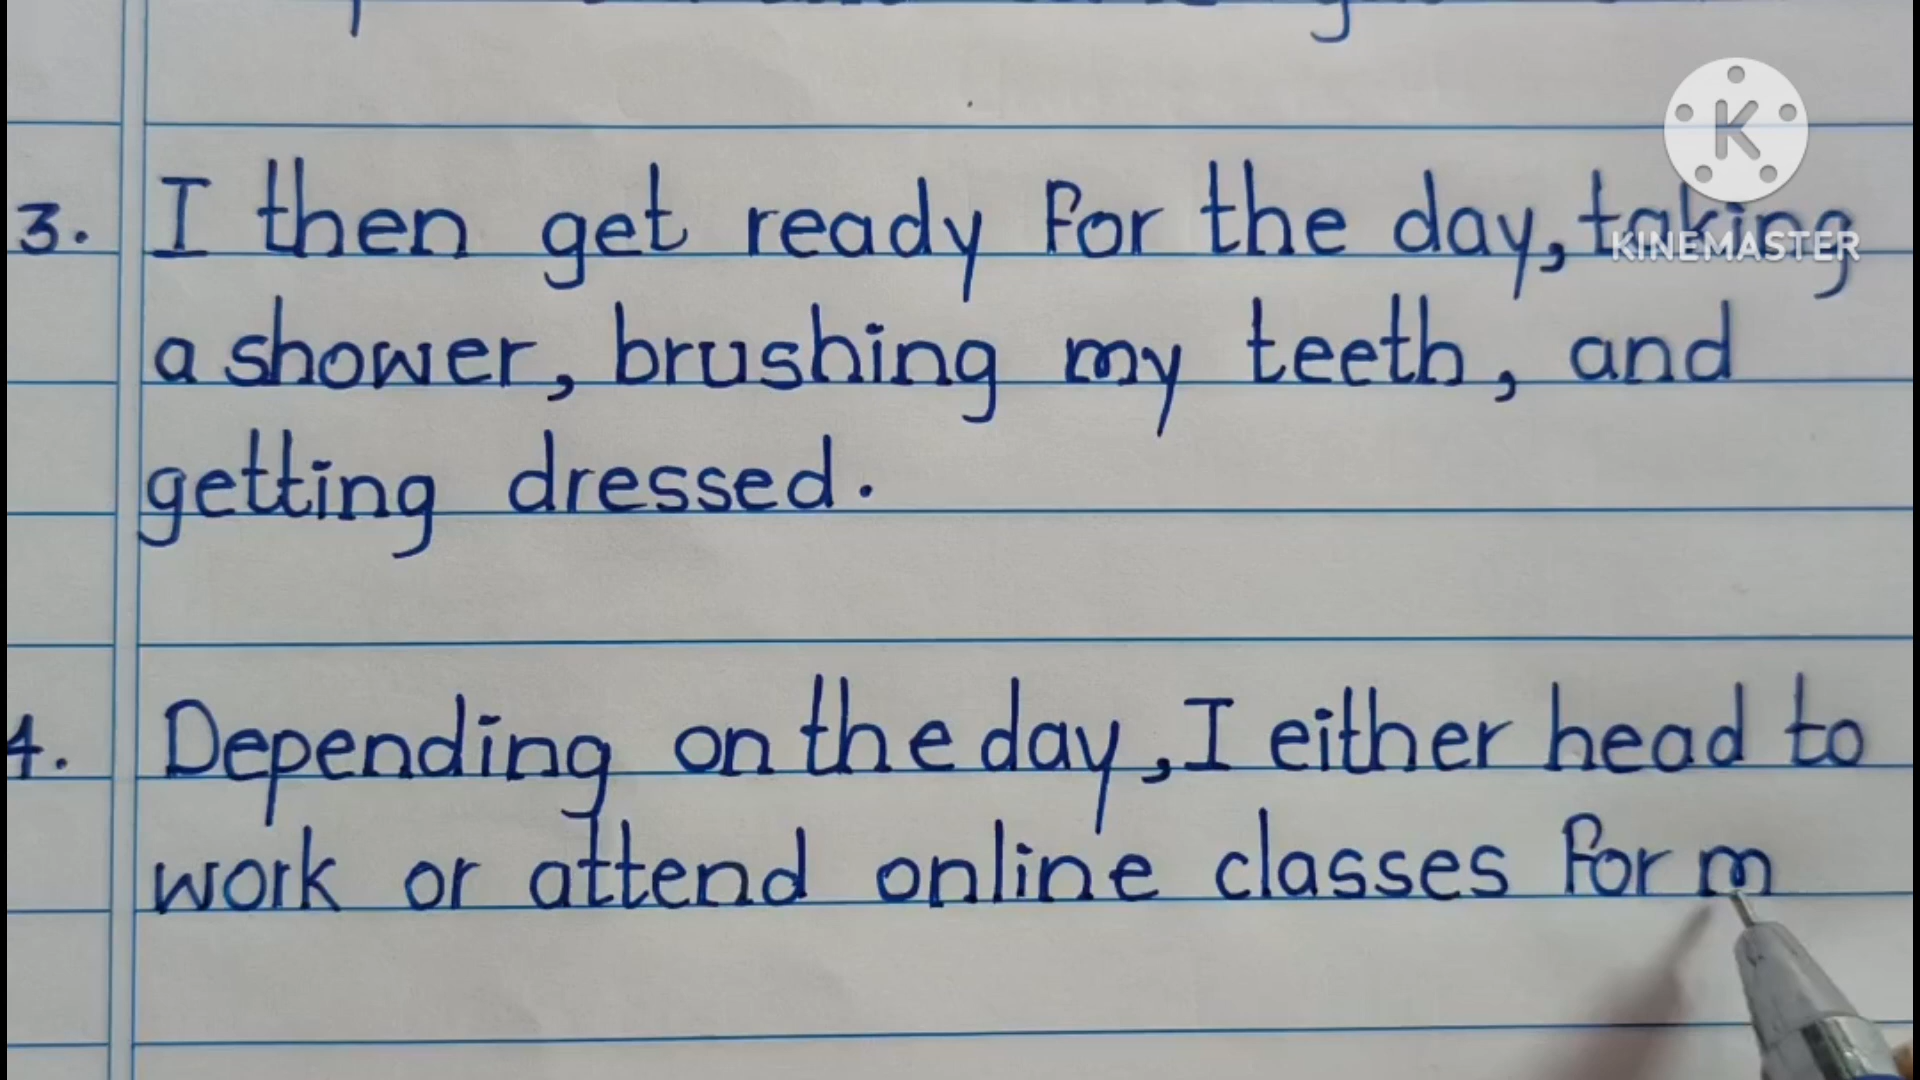 K
3. I then get ready for the day, taking
KINEMASTER
a shower, brushing my teeth, and
getting dressed.
4. Depending on the day, I either head to
work or attend online classes for m